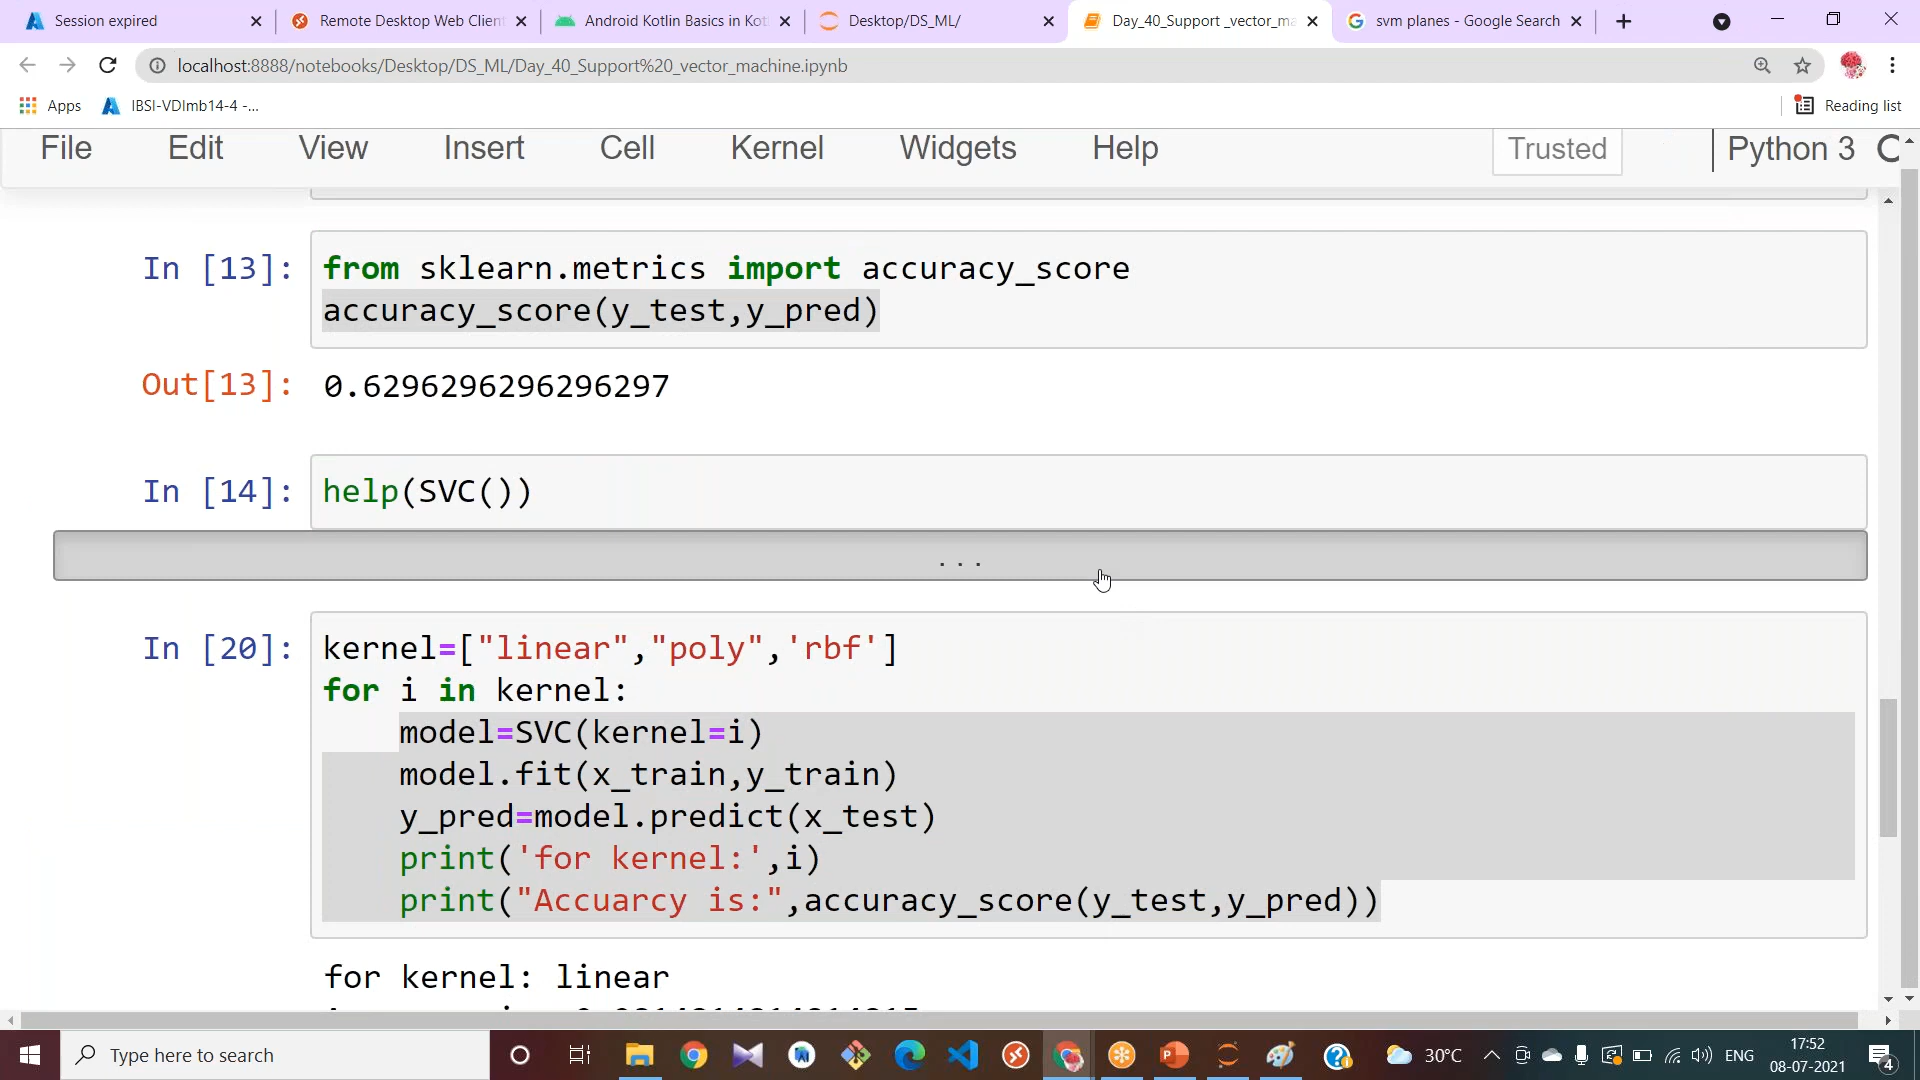 Session expired
Remote Desktop Web Clien
Android Kotlin Basics in Kot
Desktop/DS_ML/
Day_40_Support _vector_ma
svm planes - Google Search
localhost:8888/notebooks/Desktop/DS_ML/Day_40_Support%20_vector_machine.ipynb
Apps
IBSI-VDImb14-4 -...
Reading list
File Edit View Insert Cell Kernel Widgets Help
Trusted
Python 3
In [13]:
from sklearn.metrics import accuracy_score
accuracy_score(y_test,y_pred)
Out[13]: 0.6296296296296297
In [14]:
help(SVC())
...
In [20]:
kernel=["linear","poly",'rbf']
for i in kernel:
model=SVC(kernel=i)
model.fit(x_train,y_train)
y_pred=model.predict(x_test)
print('for kernel:',i)
print("Accuarcy is:",accuracy_score(y_test,y_pred))
for kernel: linear
Type here to search
30°C
ENG
17:52
08-07-2021
4